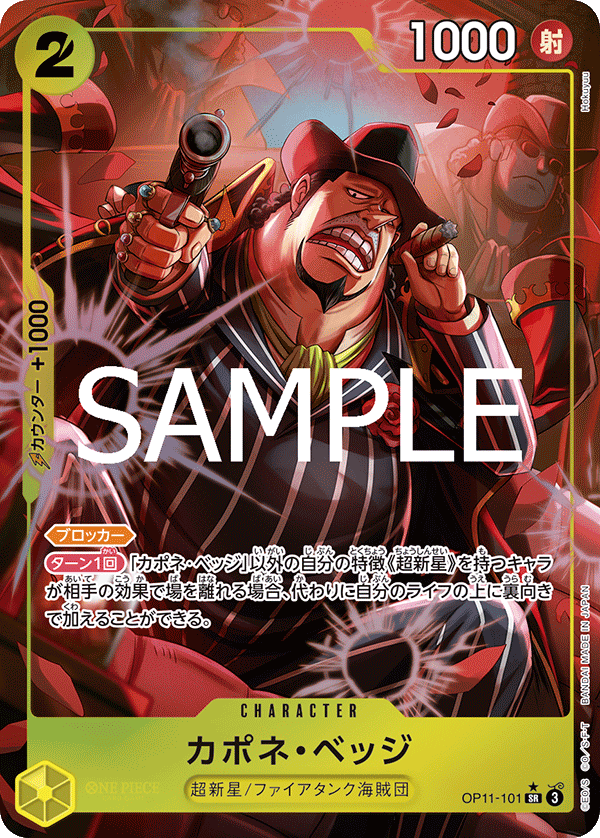 2
1000
射
Hokuyuu
カウンター +1000
SAMPLE
ブロッカー
ターン1回 「カポネ・ベッジ」以外の自分の特徴《超新星》を持つキャラ
が相手の効果で場を離れる場合、代わりに自分のライフの上に裏向き
で加えることができる。
CHARACTER
カポネ・ベッジ
ONE PIECE
超新星/ファイアタンク海賊団
OP11-101 ★ SR 3
©E.O/S ©O/S・F・T BANDAI MADE IN JAPAN